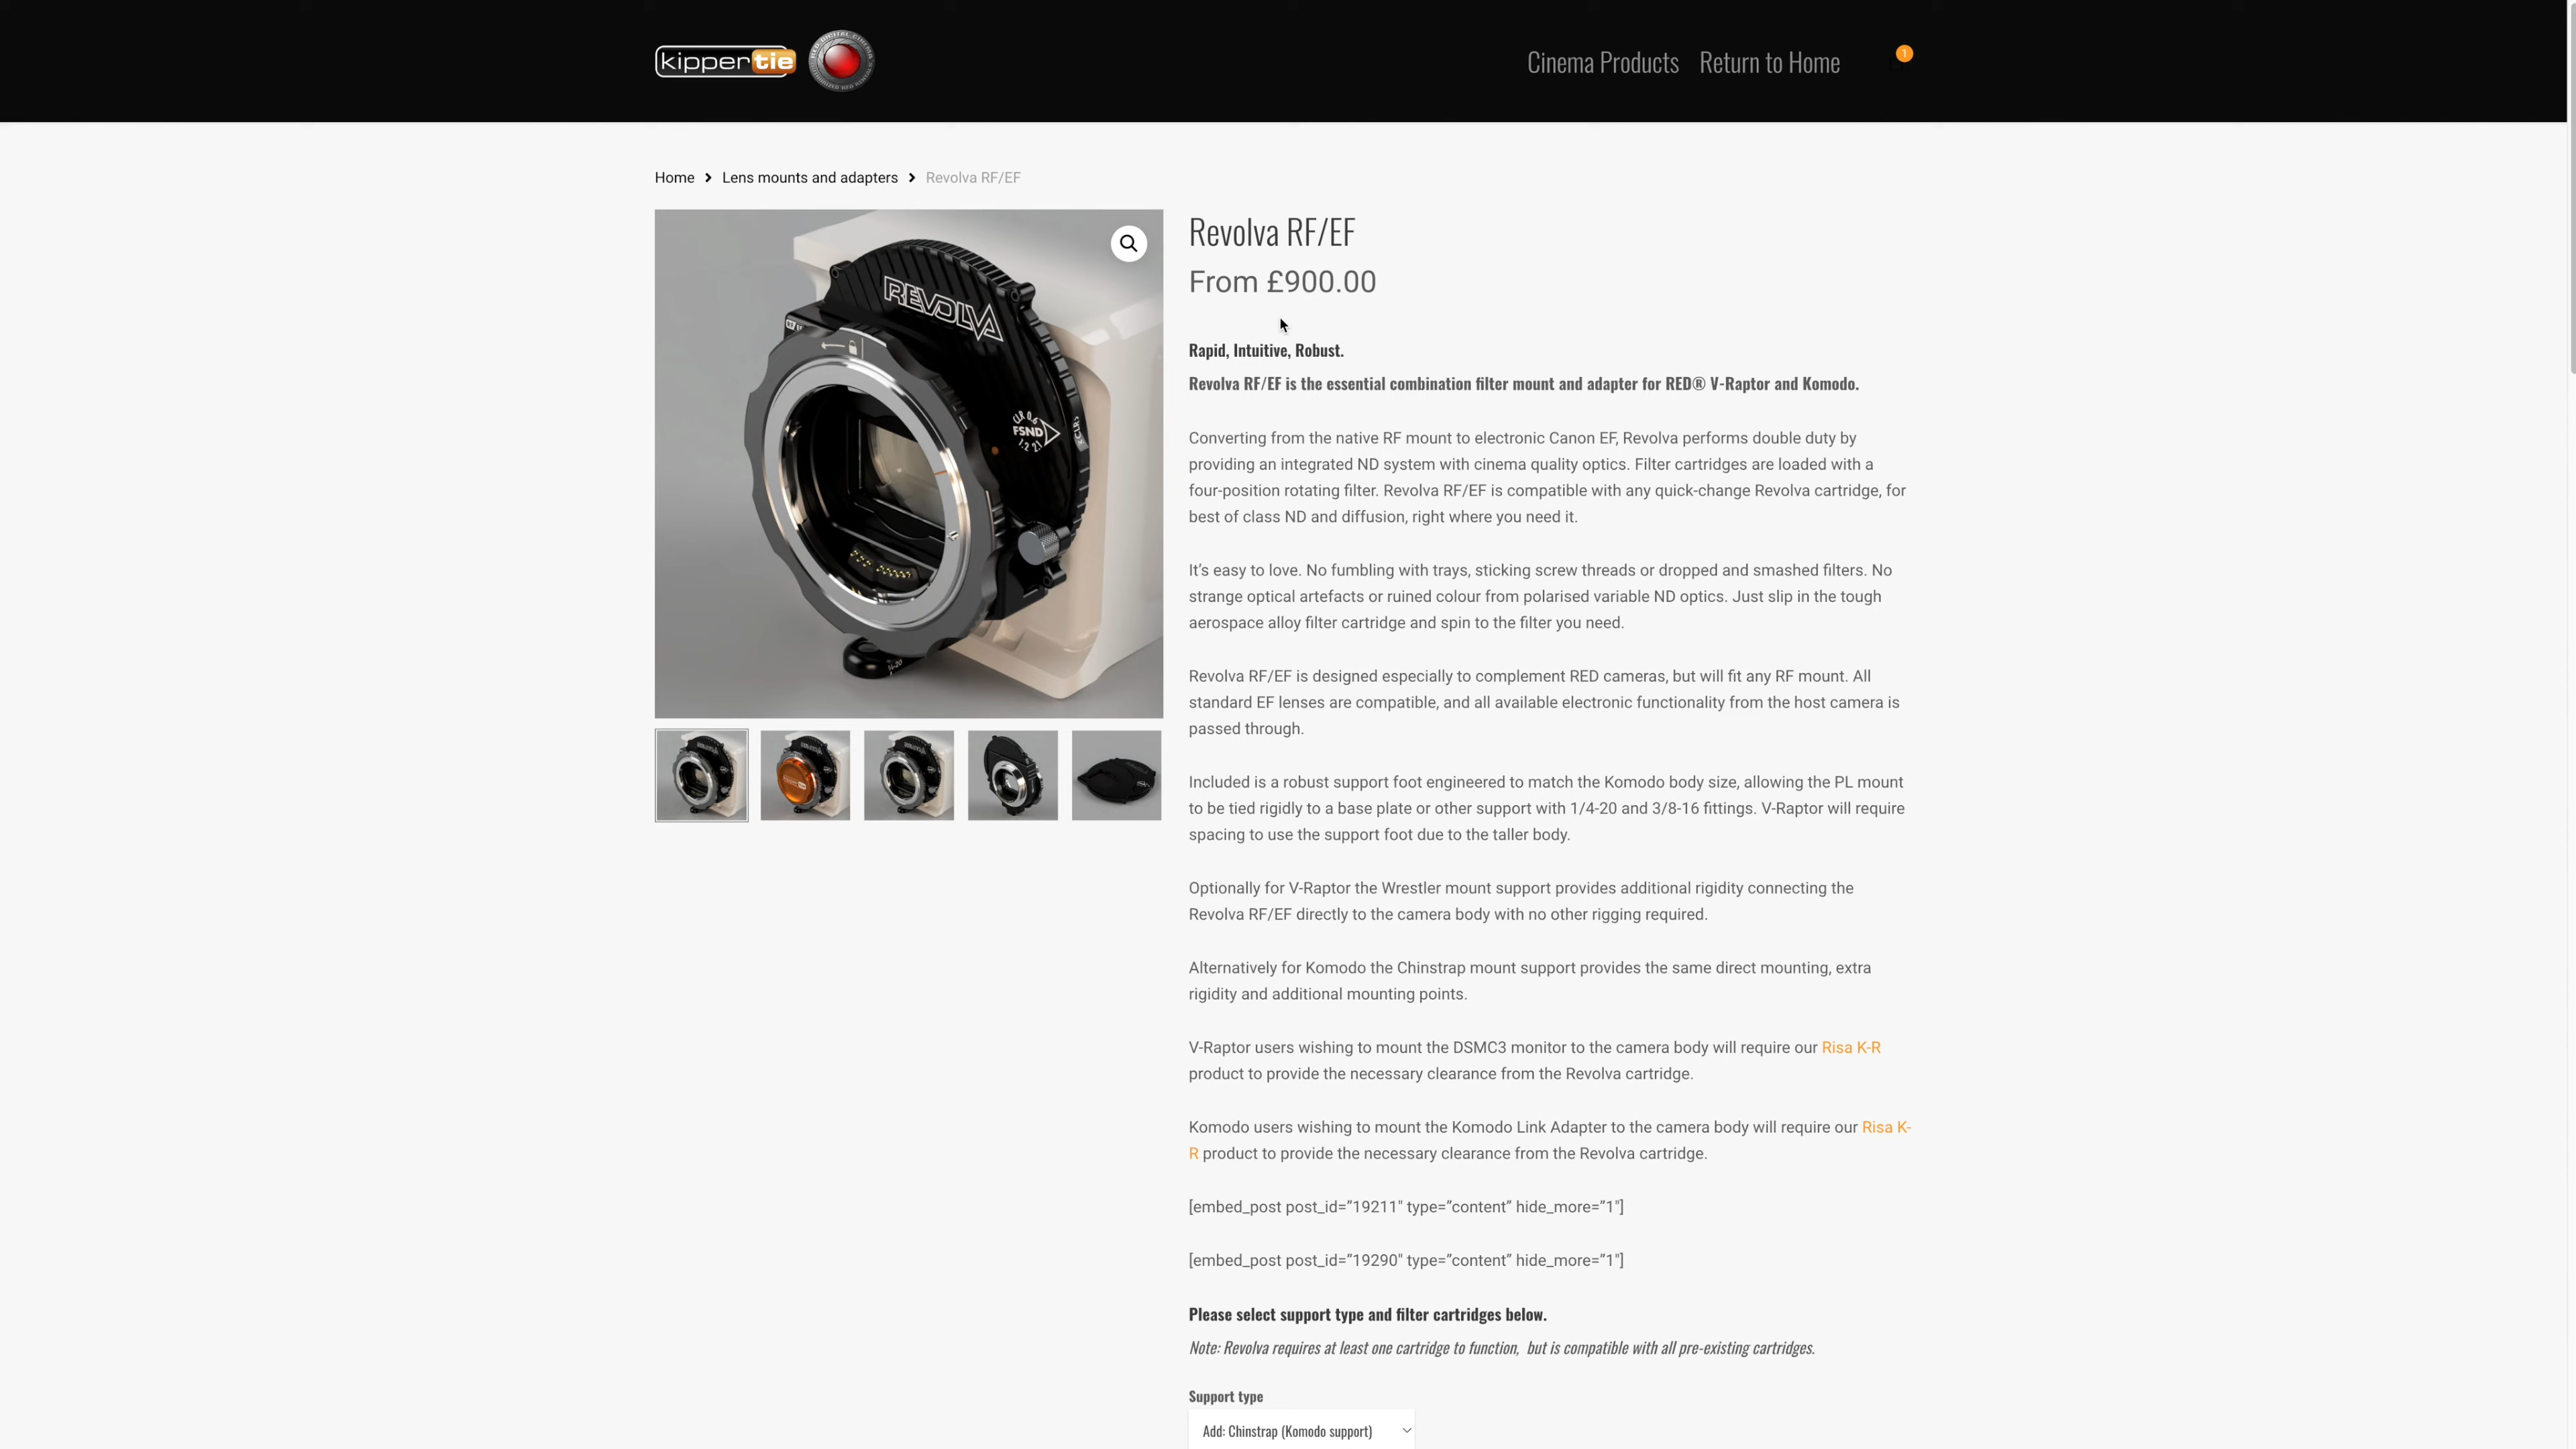 kippertie
Cinema Products Return to Home 1
Home > Lens mounts and adapters > Revolva RF/EF
REVOLVA
CLR 0.6
FSND
1.2 2.1
‹CLR›
¼-20
Revolva RF/EF
From £900.00
Rapid, Intuitive, Robust.
Revolva RF/EF is the essential combination filter mount and adapter for RED® V-Raptor and Komodo.
Converting from the native RF mount to electronic Canon EF, Revolva performs double duty by
providing an integrated ND system with cinema quality optics. Filter cartridges are loaded with a
four-position rotating filter. Revolva RF/EF is compatible with any quick-change Revolva cartridge, for
best of class ND and diffusion, right where you need it.
It’s easy to love. No fumbling with trays, sticking screw threads or dropped and smashed filters. No
strange optical artefacts or ruined colour from polarised variable ND optics. Just slip in the tough
aerospace alloy filter cartridge and spin to the filter you need.
Revolva RF/EF is designed especially to complement RED cameras, but will fit any RF mount. All
standard EF lenses are compatible, and all available electronic functionality from the host camera is
passed through.
Included is a robust support foot engineered to match the Komodo body size, allowing the PL mount
to be tied rigidly to a base plate or other support with 1/4-20 and 3/8-16 fittings. V-Raptor will require
spacing to use the support foot due to the taller body.
Optionally for V-Raptor the Wrestler mount support provides additional rigidity connecting the
Revolva RF/EF directly to the camera body with no other rigging required.
Alternatively for Komodo the Chinstrap mount support provides the same direct mounting, extra
rigidity and additional mounting points.
V-Raptor users wishing to mount the DSMC3 monitor to the camera body will require our Risa K-R
product to provide the necessary clearance from the Revolva cartridge.
Komodo users wishing to mount the Komodo Link Adapter to the camera body will require our Risa K-
R product to provide the necessary clearance from the Revolva cartridge.
[embed_post post_id=”19211″ type=”content” hide_more=”1″]
[embed_post post_id=”19290″ type=”content” hide_more=”1″]
Please select support type and filter cartridges below.
Note: Revolva requires at least one cartridge to function,  but is compatible with all pre-existing cartridges.
Support type
Add: Chinstrap (Komodo support)